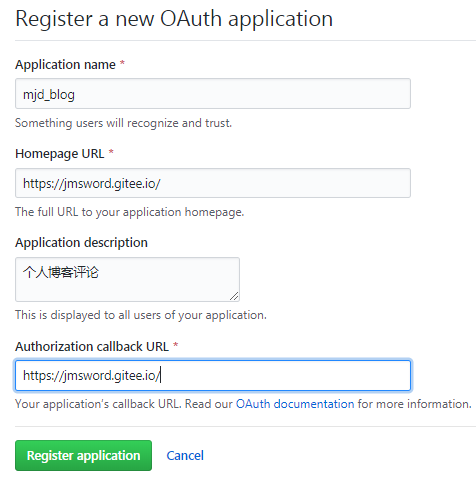 Register a new OAuth application
Application name *
mjd_blog
Something users will recognize and trust.
Homepage URL *
https://jmsword.gitee.io/
The full URL to your application homepage.
Application description
个人博客评论
This is displayed to all users of your application.
Authorization callback URL *
https://jmsword.gitee.io/
Your application's callback URL. Read our OAuth documentation for more information.
Register application Cancel